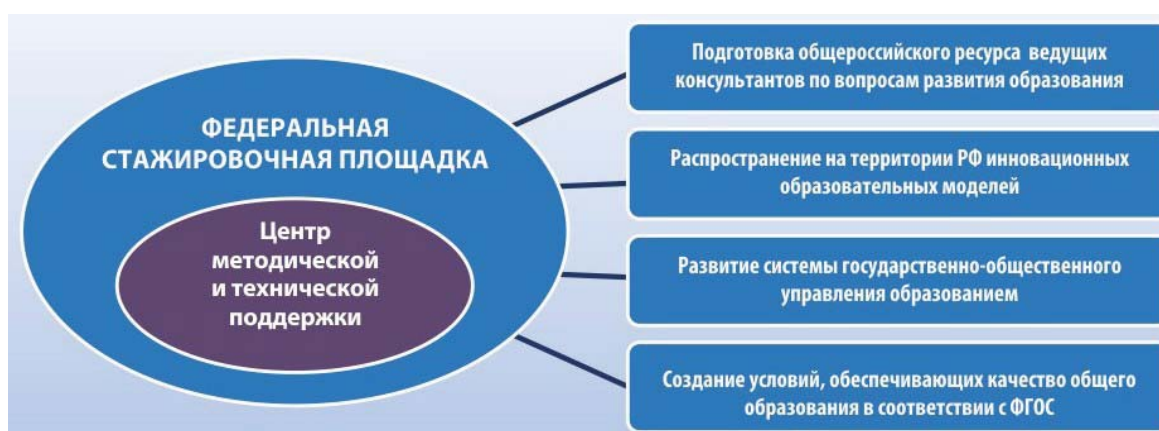 ФЕДЕРАЛЬНАЯ
СТАЖИРОВОЧНАЯ ПЛОЩАДКА
Центр
методической
и технической
поддержки
Подготовка общероссийского ресурса ведущих
консультантов по вопросам развития образования
Распространение на территории РФ инновационных
образовательных моделей
Развитие системы государственно-общественного
управления образованием
Создание условий, обеспечивающих качество общего
образования в соответствии с ФГОС